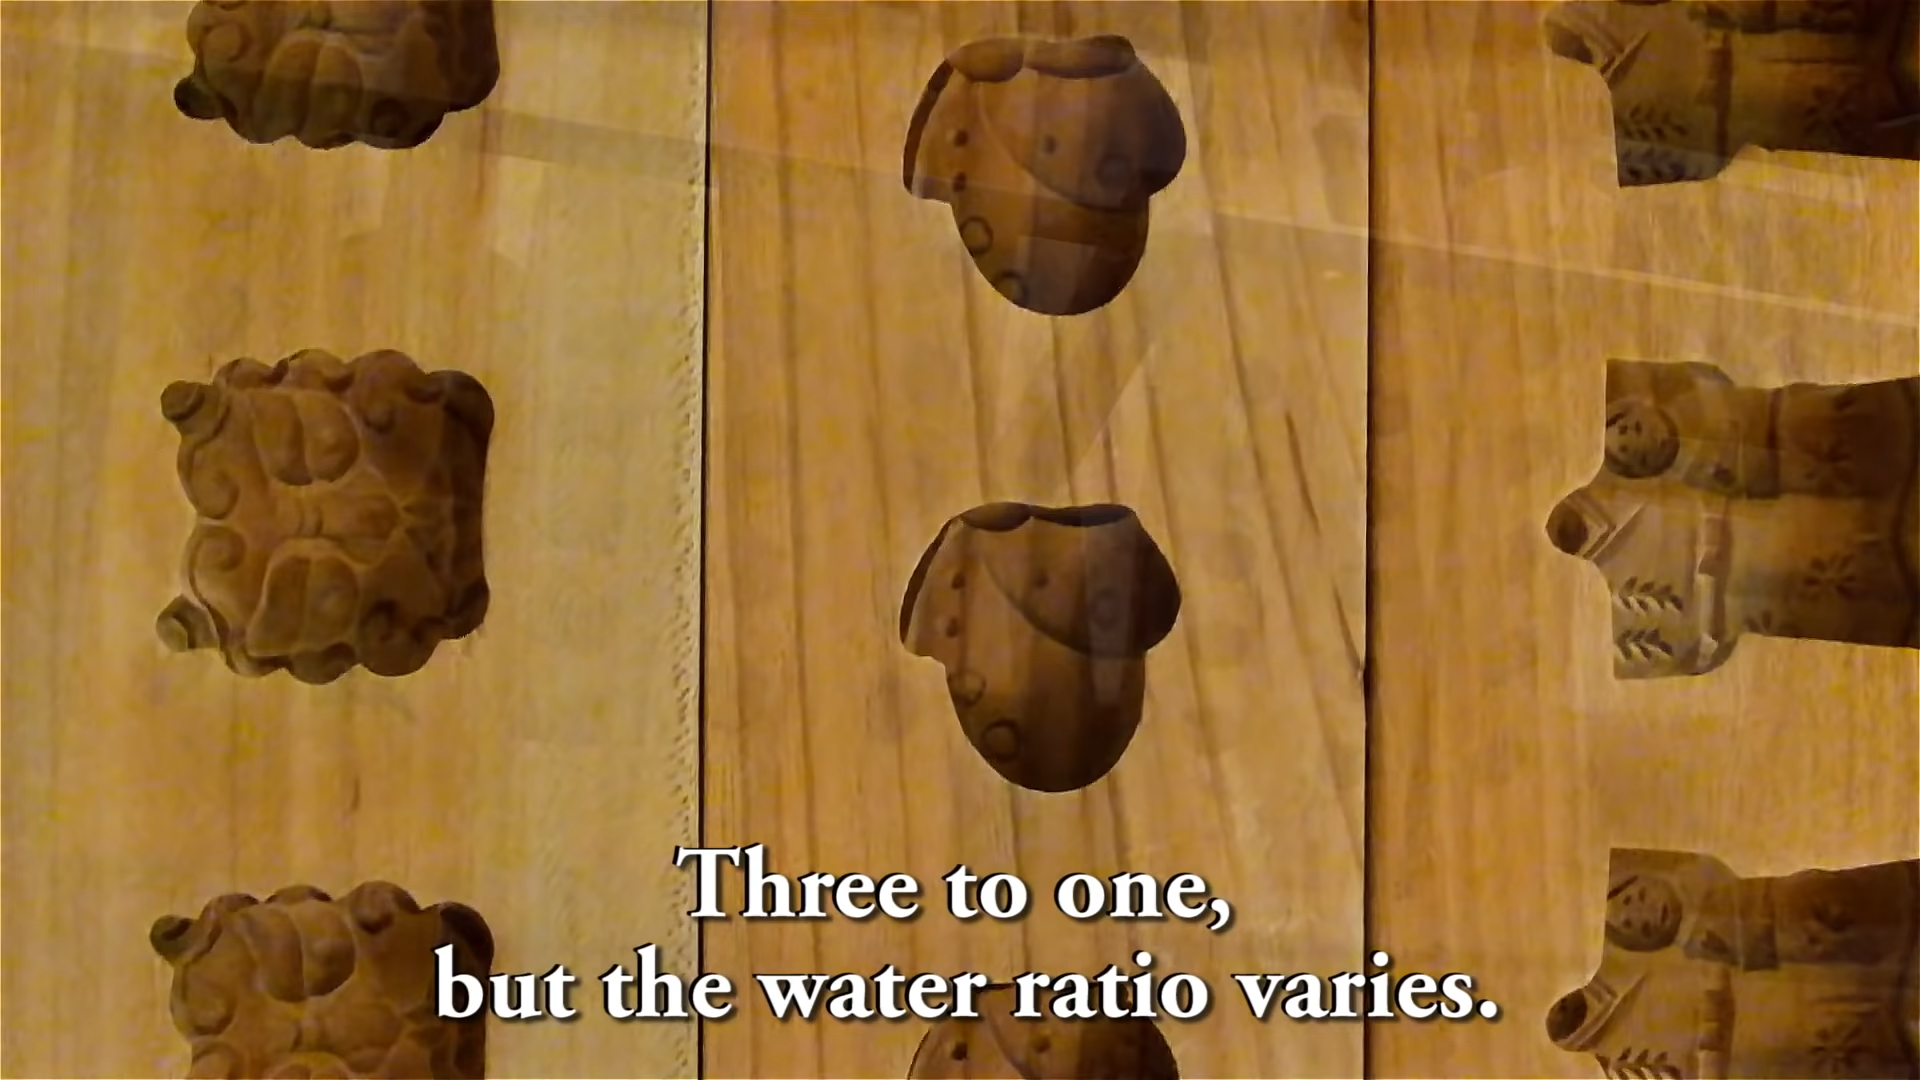 Three to one,
but the water ratio varies.